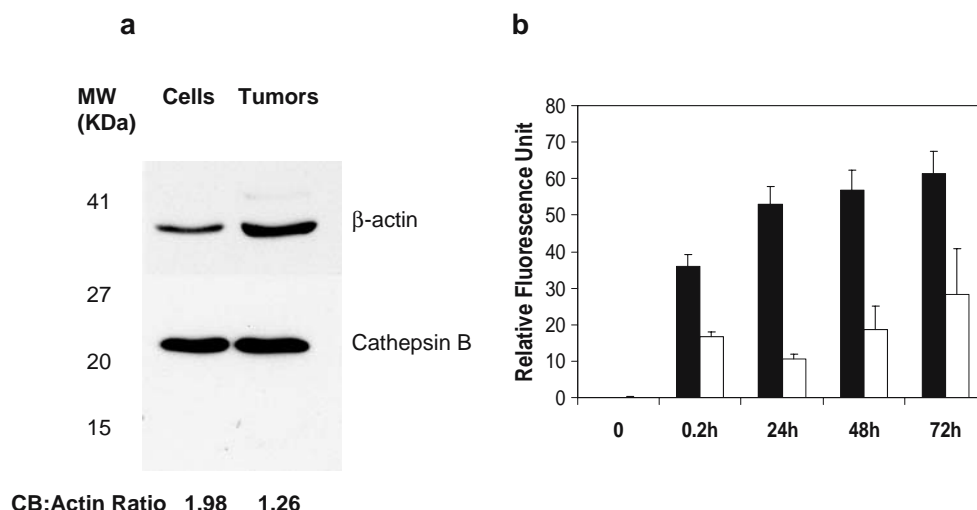 a
MW
(KDa)
Cells Tumors
41
27
20
15
β-actin
Cathepsin B
CB:Actin Ratio 1.98 1.26
b
Relative Fluorescence Unit
80
70
60
50
40
30
20
10
0
0 0.2h 24h 48h 72h